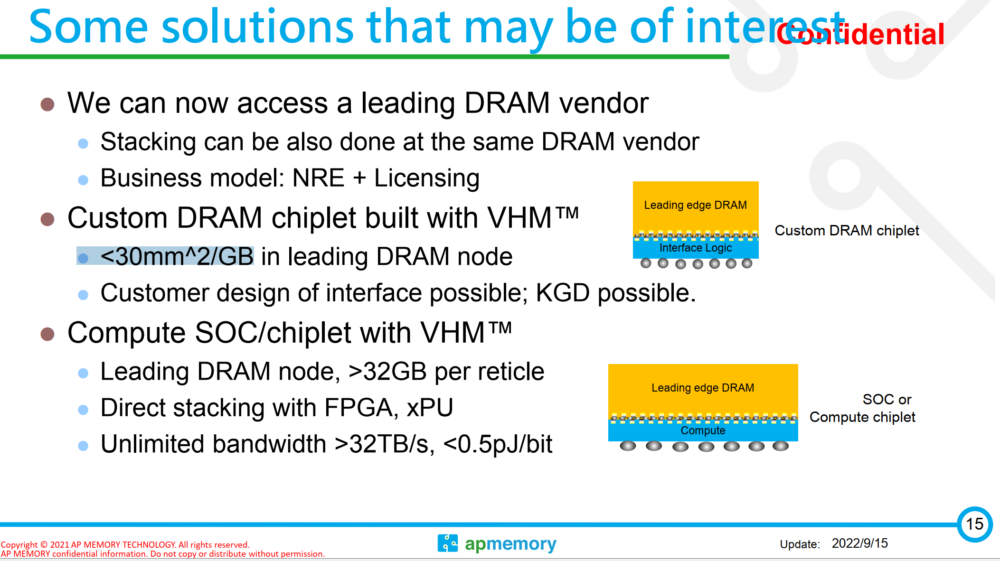 Some solutions that may be of interest
Confidential
We can now access a leading DRAM vendor
Stacking can be also done at the same DRAM vendor
Business model: NRE + Licensing
Custom DRAM chiplet built with VHM™
<30mm^2/GB in leading DRAM node
Customer design of interface possible; KGD possible.
Compute SOC/chiplet with VHM™
Leading DRAM node, >32GB per reticle
Direct stacking with FPGA, xPU
Unlimited bandwidth >32TB/s, <0.5pJ/bit
Leading edge DRAM
Interface Logic
Custom DRAM chiplet
Leading edge DRAM
Compute
SOC or
Compute chiplet
15
Copyright © 2021 AP MEMORY TECHNOLOGY. All rights reserved.
AP MEMORY confidential information. Do not copy or distribute without permission.
apmemory
Update: 2022/9/15